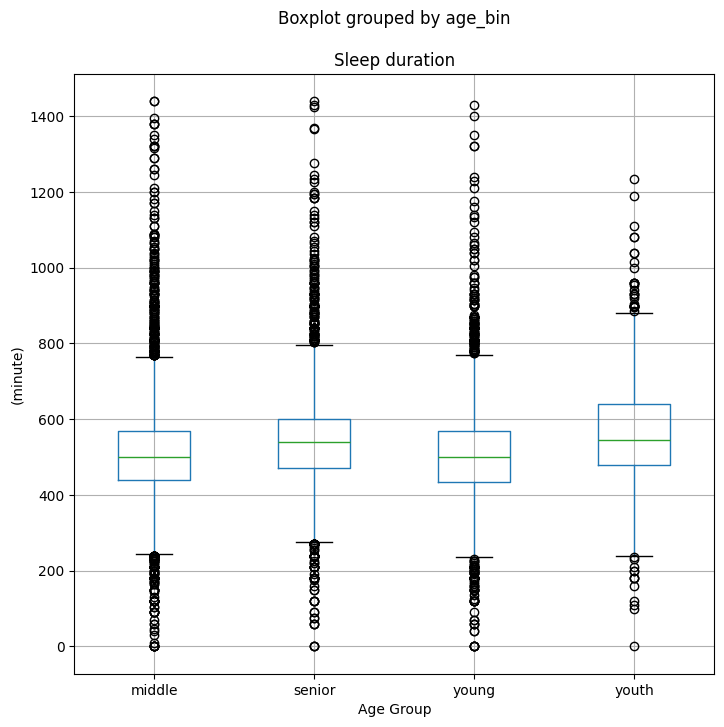 Boxplot grouped by age_bin
Sleep duration
1400
1200
1000
800
600
400
200
0
(minute)
middle senior young youth
Age Group